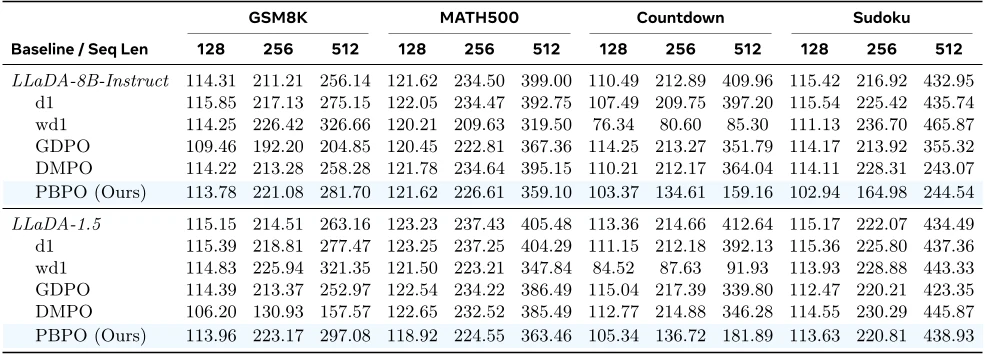 GSM8K MATH500 Countdown Sudoku
Baseline / Seq Len 128 256 512 128 256 512 128 256 512 128 256 512
LLaDA-8B-Instruct 114.31 211.21 256.14 121.62 234.50 399.00 110.49 212.89 409.96 115.42 216.92 432.95
d1 115.85 217.13 275.15 122.05 234.47 392.75 107.49 209.75 397.20 115.54 225.42 435.74
wd1 114.25 226.42 326.66 120.21 209.63 319.50 76.34 80.60 85.30 111.13 236.70 465.87
GDPO 109.46 192.20 204.85 120.45 222.81 367.36 114.25 213.27 351.79 114.17 213.92 355.32
DMPO 114.22 213.28 258.28 121.78 234.64 395.15 110.21 212.17 364.04 114.11 228.31 243.07
PBPO (Ours) 113.78 221.08 281.70 121.62 226.61 359.10 103.37 134.61 159.16 102.94 164.98 244.54
LLaDA-1.5 115.15 214.51 263.16 123.23 237.43 405.48 113.36 214.66 412.64 115.17 222.07 434.49
d1 115.39 218.81 277.47 123.25 237.25 404.29 111.15 212.18 392.13 115.36 225.80 437.36
wd1 114.83 225.94 321.35 121.50 223.21 347.84 84.52 87.63 91.93 113.93 228.88 443.33
GDPO 114.39 213.37 252.97 122.54 234.22 386.49 115.04 217.39 339.80 112.47 220.21 423.35
DMPO 106.20 130.93 157.57 122.65 232.52 385.49 112.77 214.88 346.28 114.55 230.29 445.87
PBPO (Ours) 113.96 223.17 297.08 118.92 224.55 363.46 105.34 136.72 181.89 113.63 220.81 438.93